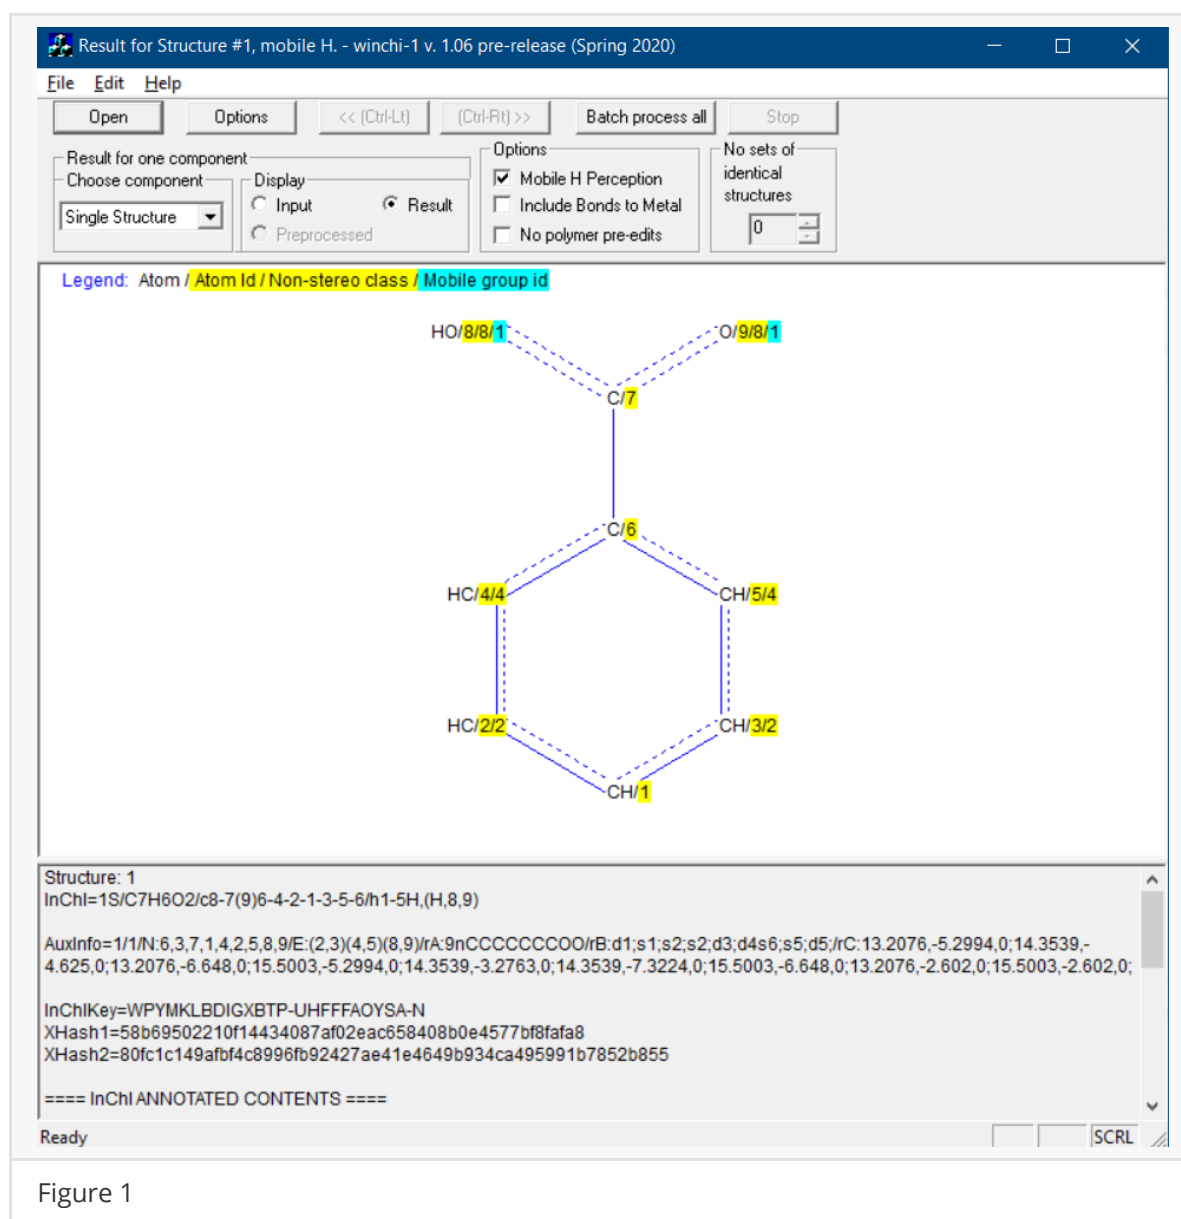 Result for Structure #1, mobile H. - winchi-1 v. 1.06 pre-release (Spring 2020)
File Edit Help
Open Options << (Ctrl-Lt) (Ctrl-Rt) >> Batch process all Stop
Result for one component
Choose component
Single Structure
Display
Input Result
Preprocessed
Options
Mobile H Perception
Include Bonds to Metal
No polymer pre-edits
No sets of
identical
structures
0
Legend: Atom / Atom Id / Non-stereo class / Mobile group id
HO/8/8/1 O/9/8/1
C/7
C/6
HC/4/4 CH/5/4
HC/2/2 CH/3/2
CH/1
Structure: 1
InChI=1S/C7H6O2/c8-7(9)6-4-2-1-3-5-6/h1-5H,(H,8,9)
AuxInfo=1/1/N:6,3,7,1,4,2,5,8,9/E:(2,3)(4,5)(8,9)/rA:9nCCCCCCCOO/rB:d1;s1;s2;s2;d3;d4s6;s5;d5;/rC:13.2076,-5.2994,0;14.3539,-
4.625,0;13.2076,-6.648,0;15.5003,-5.2994,0;14.3539,-3.2763,0;14.3539,-7.3224,0;15.5003,-6.648,0;13.2076,-2.602,0;15.5003,-2.602,0;
InChIKey=WPYMKLBDIGXBTP-UHFFFAOYSA-N
XHash1=58b69502210f14434087af02eac658408b0e4577bf8fafa8
XHash2=80fc1c149afbf4c8996fb92427ae41e4649b934ca495991b7852b855
==== InChI ANNOTATED CONTENTS ====
Ready SCRL
Figure 1